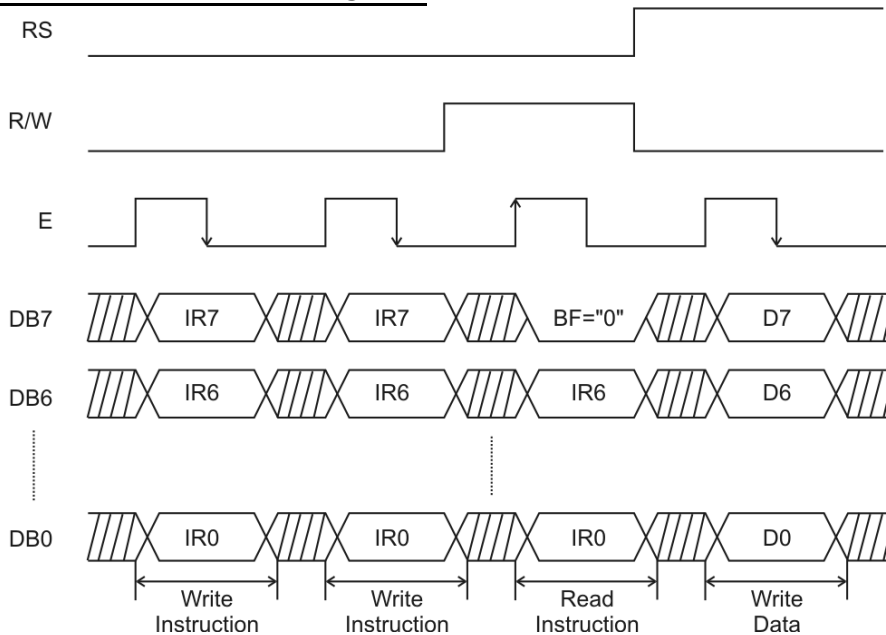 RS
R/W
E
DB7 IR7 IR7 BF="0" D7
DB6 IR6 IR6 IR6 D6
DB0 IR0 IR0 IR0 D0
Write Write Read Write
Instruction Instruction Instruction Data